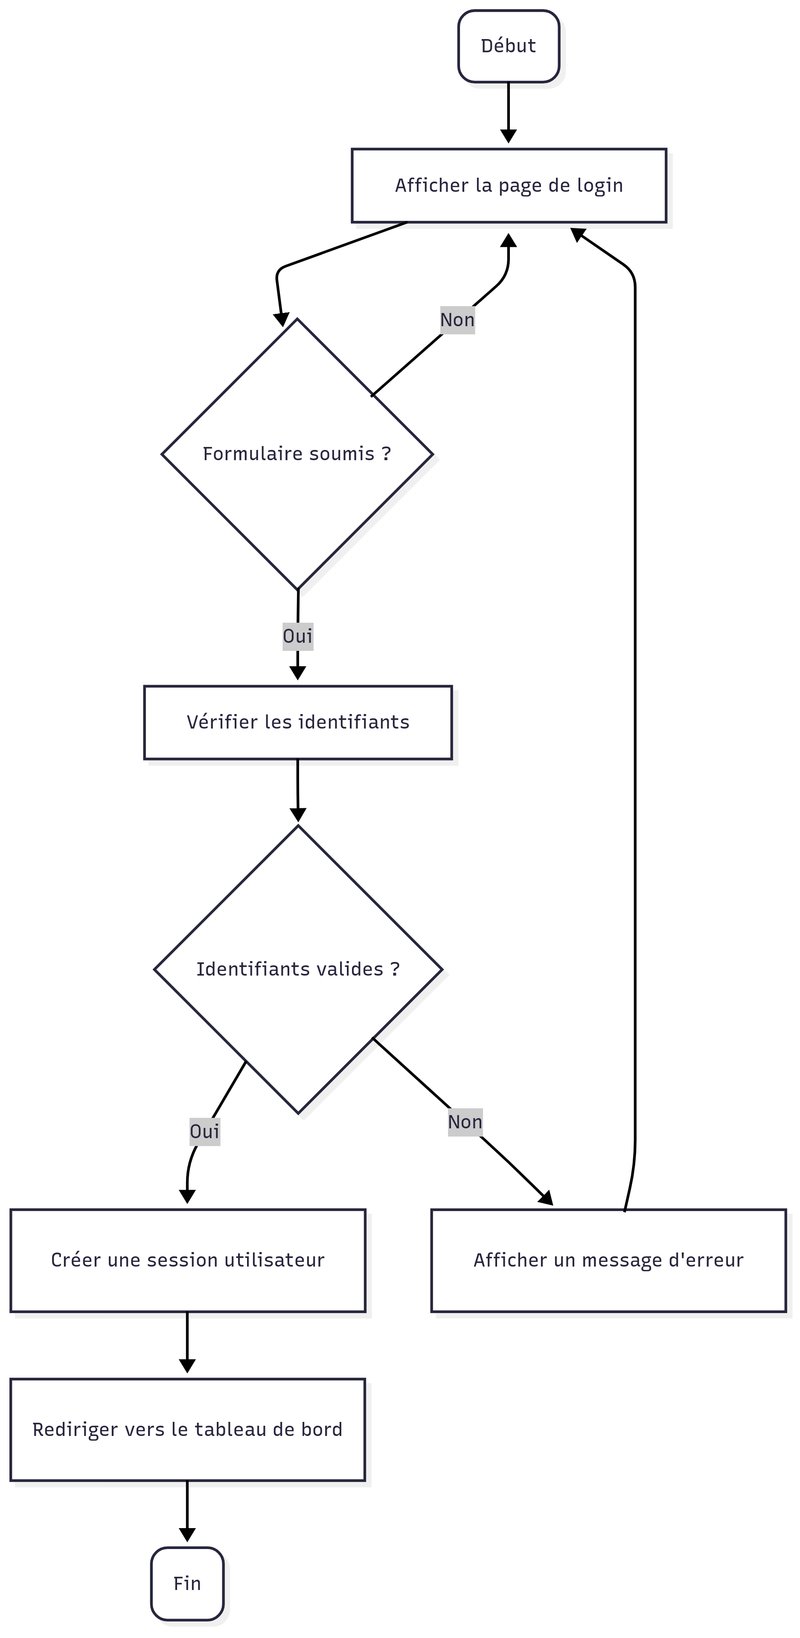 Début
Afficher la page de login
Non
Formulaire soumis ?
Oui
Vérifier les identifiants
Identifiants valides ?
Oui
Non
Créer une session utilisateur
Afficher un message d'erreur
Rediriger vers le tableau de bord
Fin